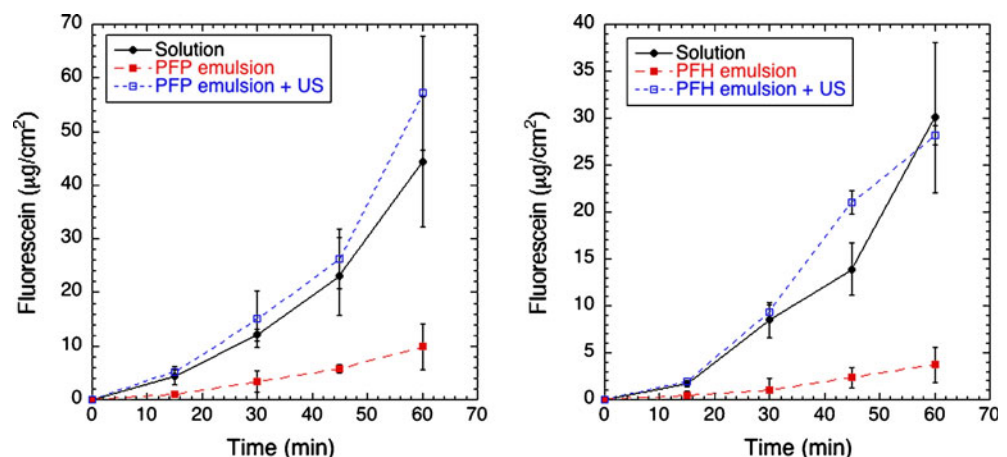 70
60
50
40
30
20
10
0
Fluorescein (μg/cm²)
Solution
PFP emulsion
PFP emulsion + US
0 10 20 30 40 50 60 70
Time (min)
40
35
30
25
20
15
10
5
0
Fluorescein (μg/cm²)
Solution
PFH emulsion
PFH emulsion + US
0 10 20 30 40 50 60 70
Time (min)